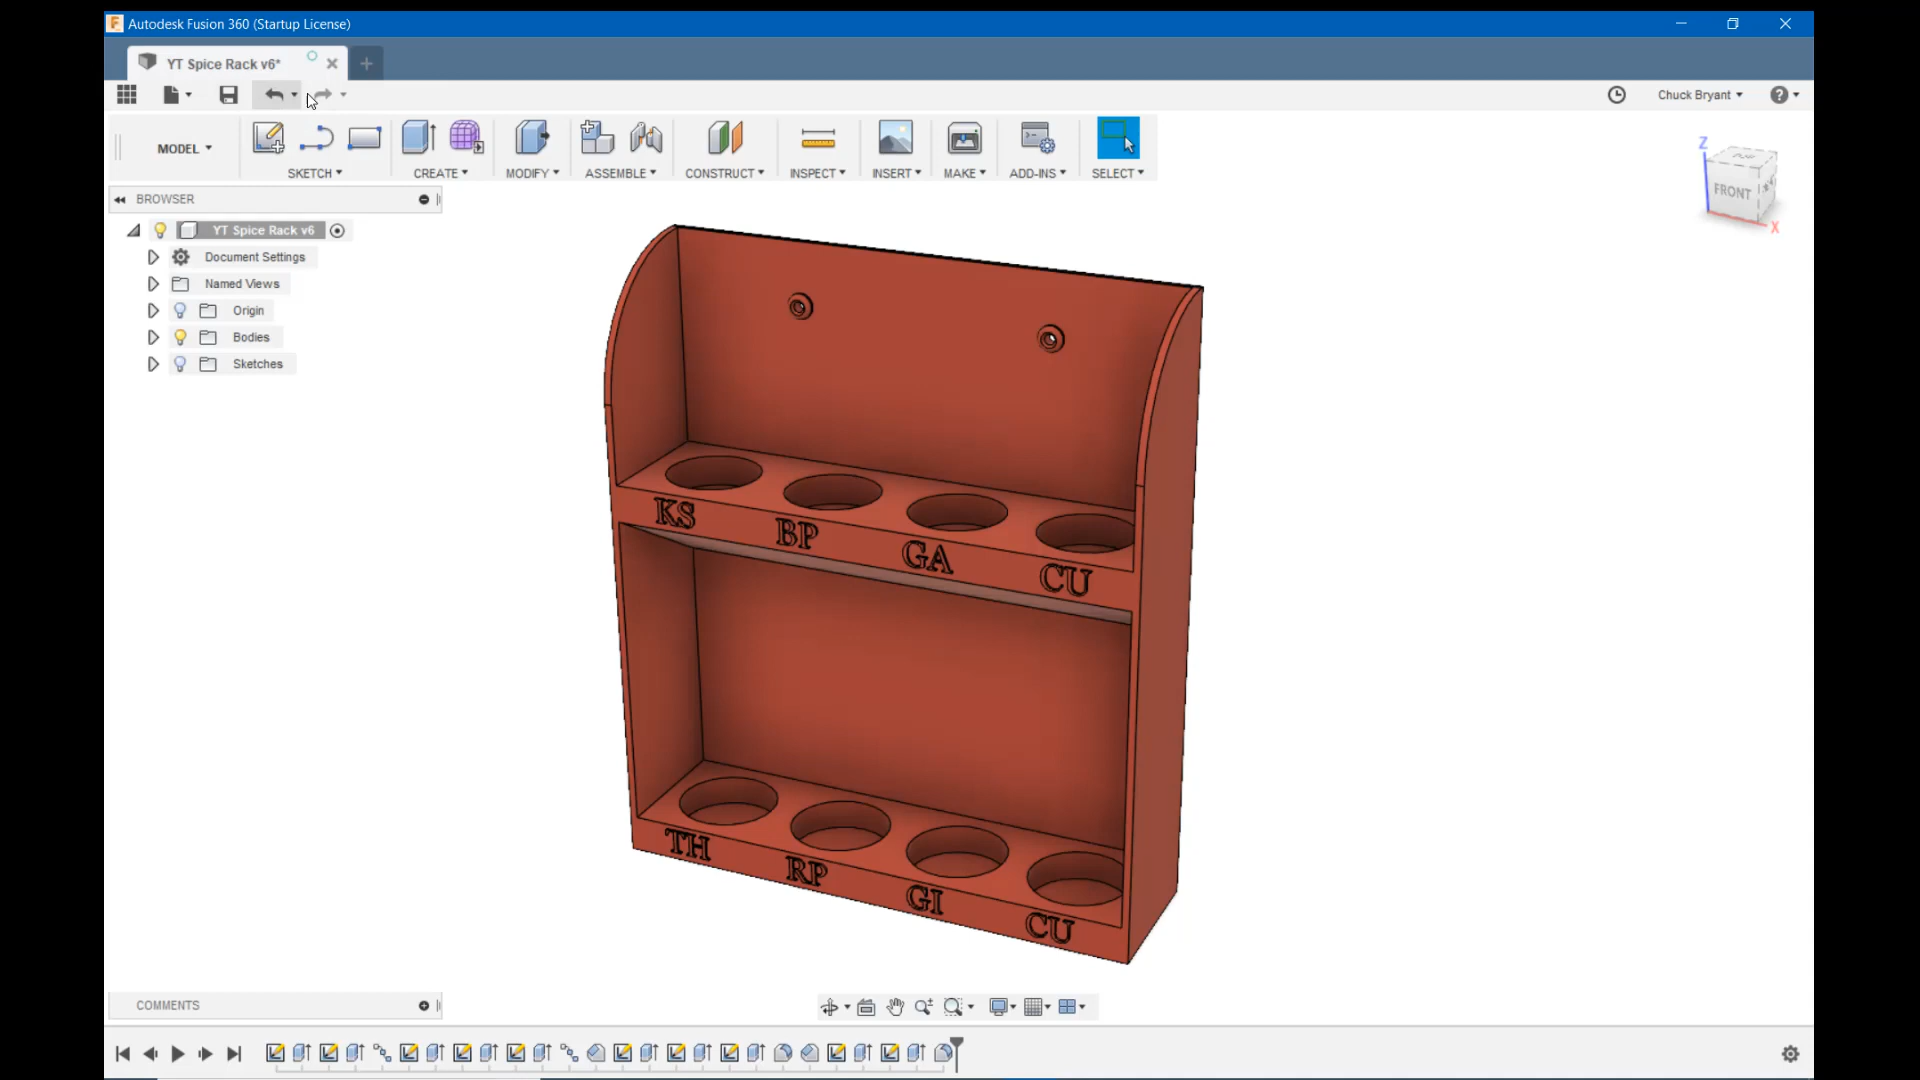 Autodesk Fusion 360 (Startup License)
YT Spice Rack v6*
Chuck Bryant
MODEL
SKETCH
CREATE
MODIFY
ASSEMBLE
CONSTRUCT
INSPECT
INSERT
MAKE
ADD-INS
SELECT
BROWSER
YT Spice Rack v6
Document Settings
Named Views
Origin
Bodies
Sketches
Z
FRONT
X
KS
BP
GA
CU
TH
RP
GI
CU
COMMENTS